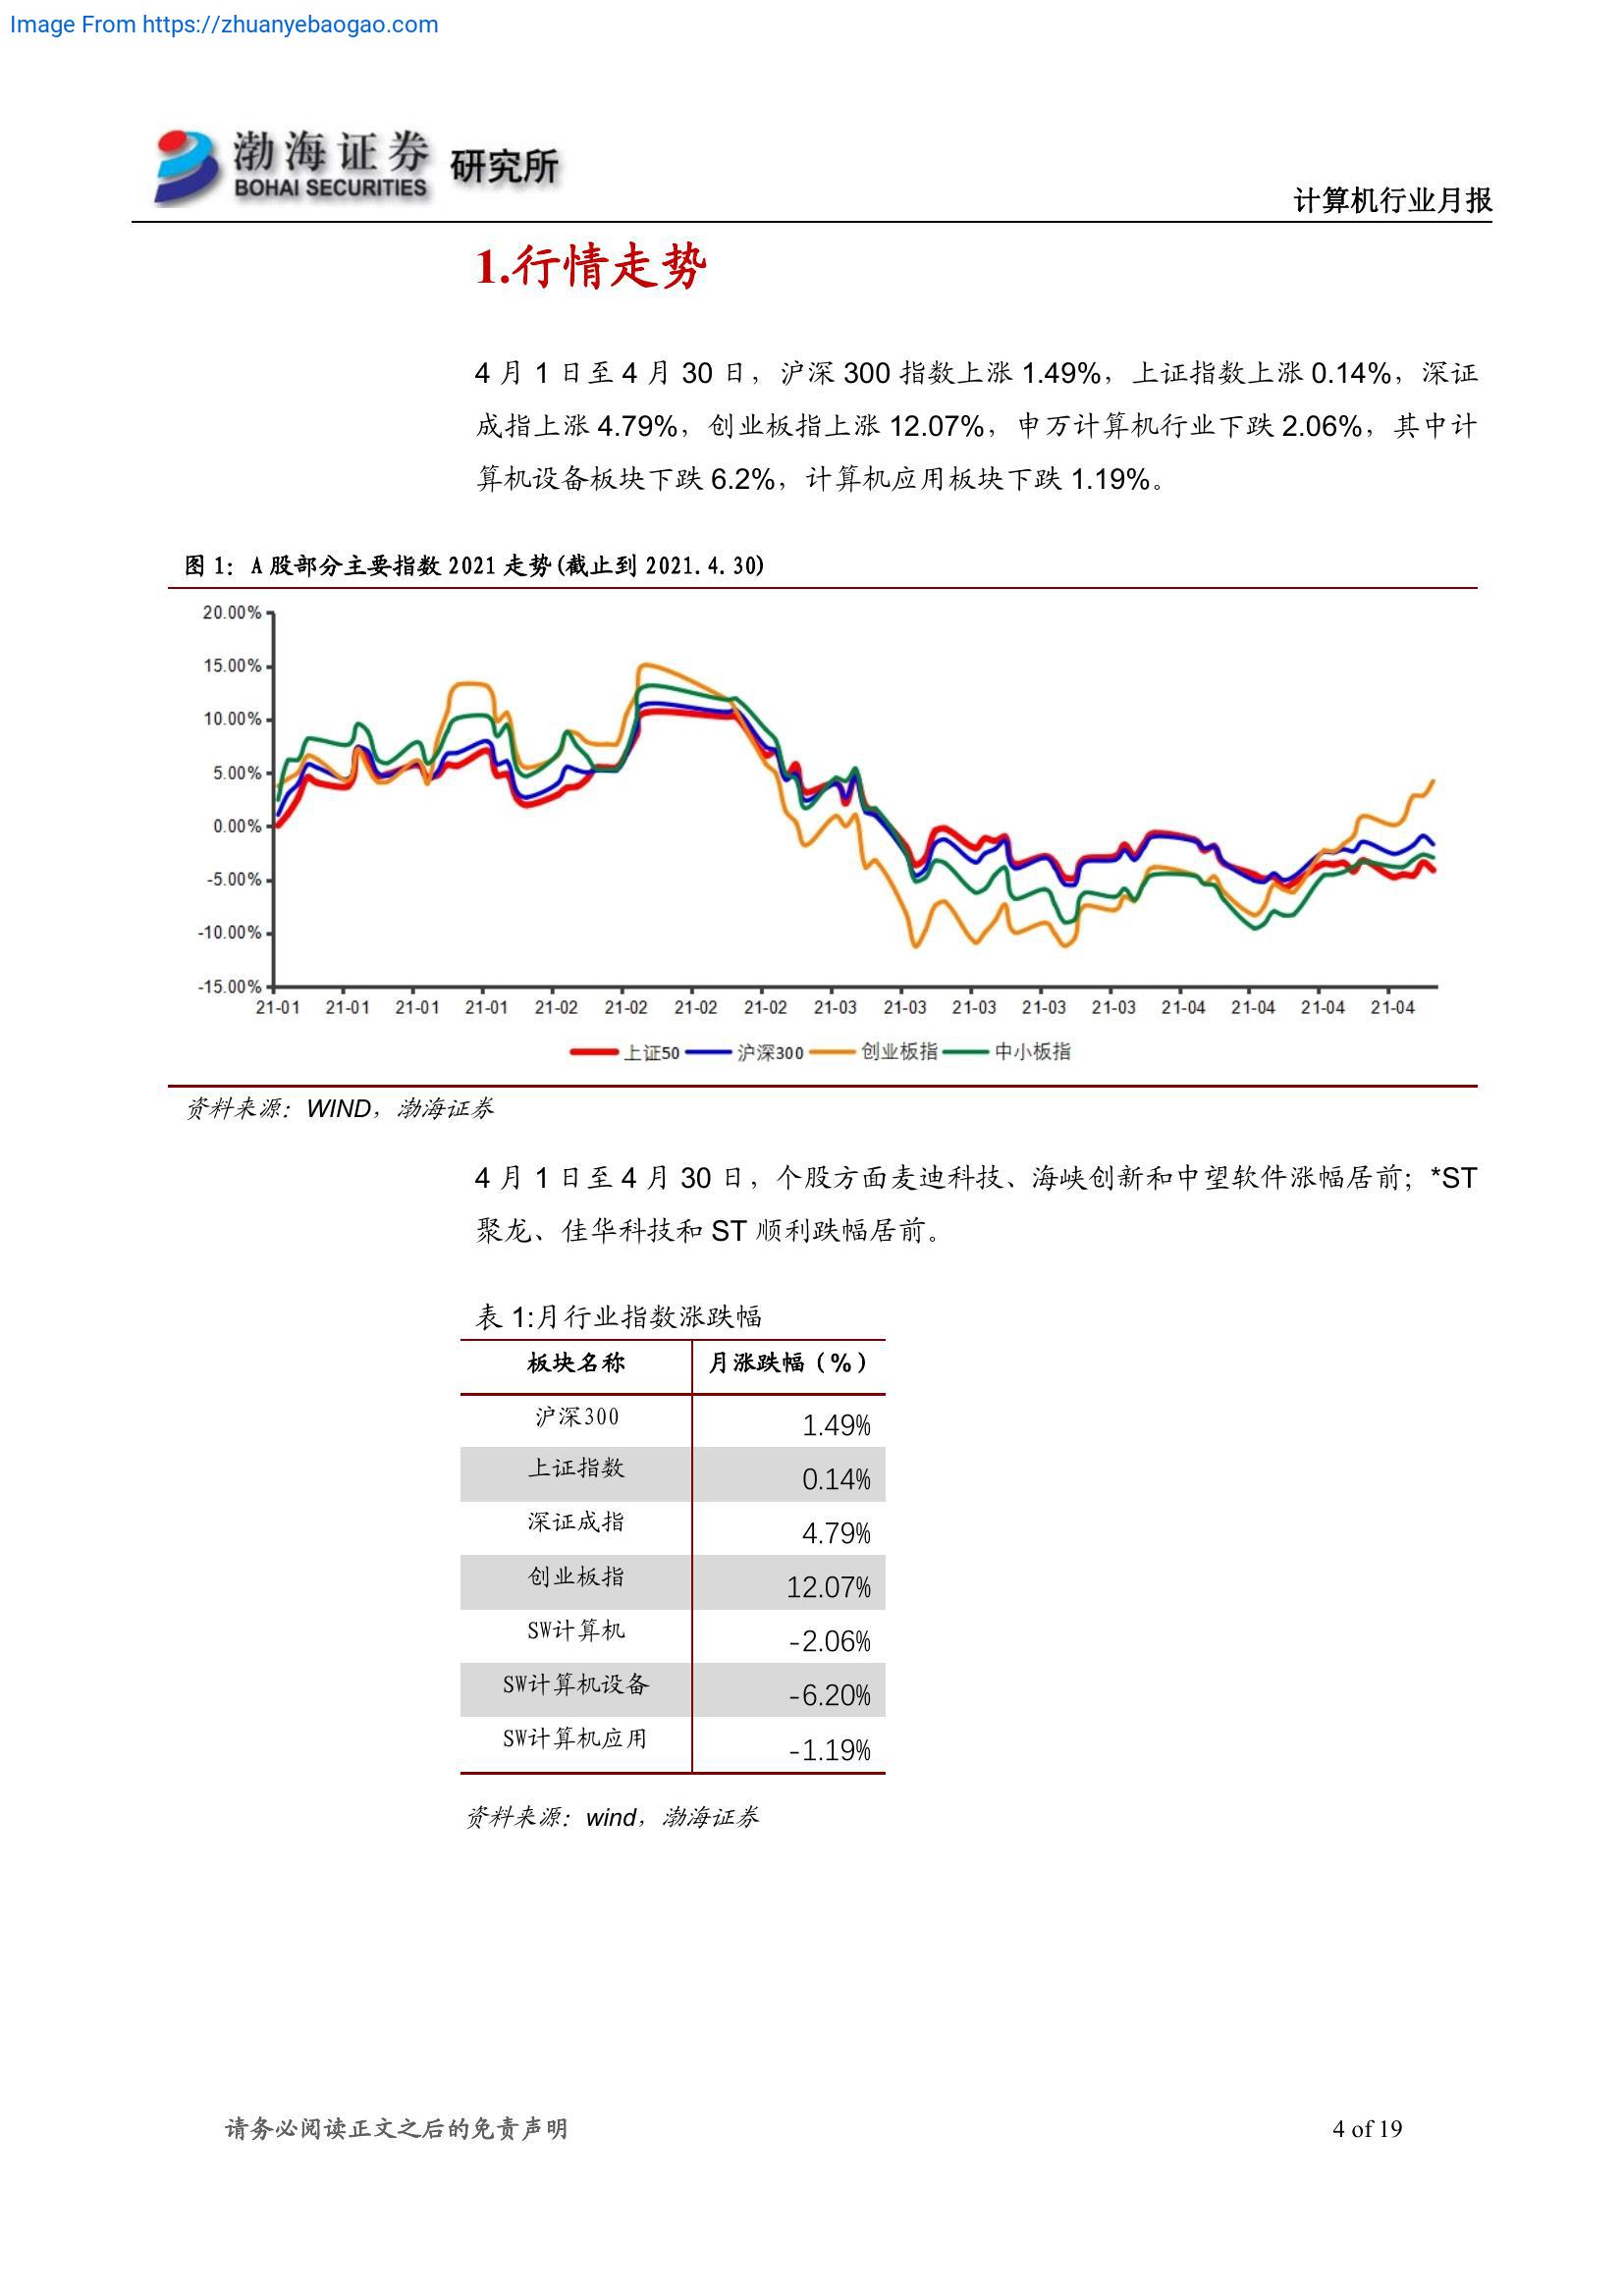 Image From https://zhuanyebaogao.com
渤海证券 研究所
BOHAI SECURITIES
计算机行业月报
1.行情走势
4 月 1 日至 4 月 30 日，沪深 300 指数上涨 1.49%，上证指数上涨 0.14%，深证
成指上涨 4.79%，创业板指上涨 12.07%，申万计算机行业下跌 2.06%，其中计
算机设备板块下跌 6.2%，计算机应用板块下跌 1.19%。
图 1：A 股部分主要指数 2021 走势(截止到 2021.4.30)
20.00%
15.00%
10.00%
5.00%
0.00%
-5.00%
-10.00%
-15.00%
21-01 21-01 21-01 21-01 21-02 21-02 21-02 21-02 21-03 21-03 21-03 21-03 21-03 21-04 21-04 21-04 21-04
上证50 沪深300 创业板指 中小板指
资料来源：WIND，渤海证券
4 月 1 日至 4 月 30 日，个股方面麦迪科技、海峡创新和中望软件涨幅居前；*ST
聚龙、佳华科技和 ST 顺利跌幅居前。
表 1:月行业指数涨跌幅
板块名称 月涨跌幅（%）
沪深300 1.49%
上证指数 0.14%
深证成指 4.79%
创业板指 12.07%
SW计算机 -2.06%
SW计算机设备 -6.20%
SW计算机应用 -1.19%
资料来源：wind，渤海证券
请务必阅读正文之后的免责声明 4 of 19